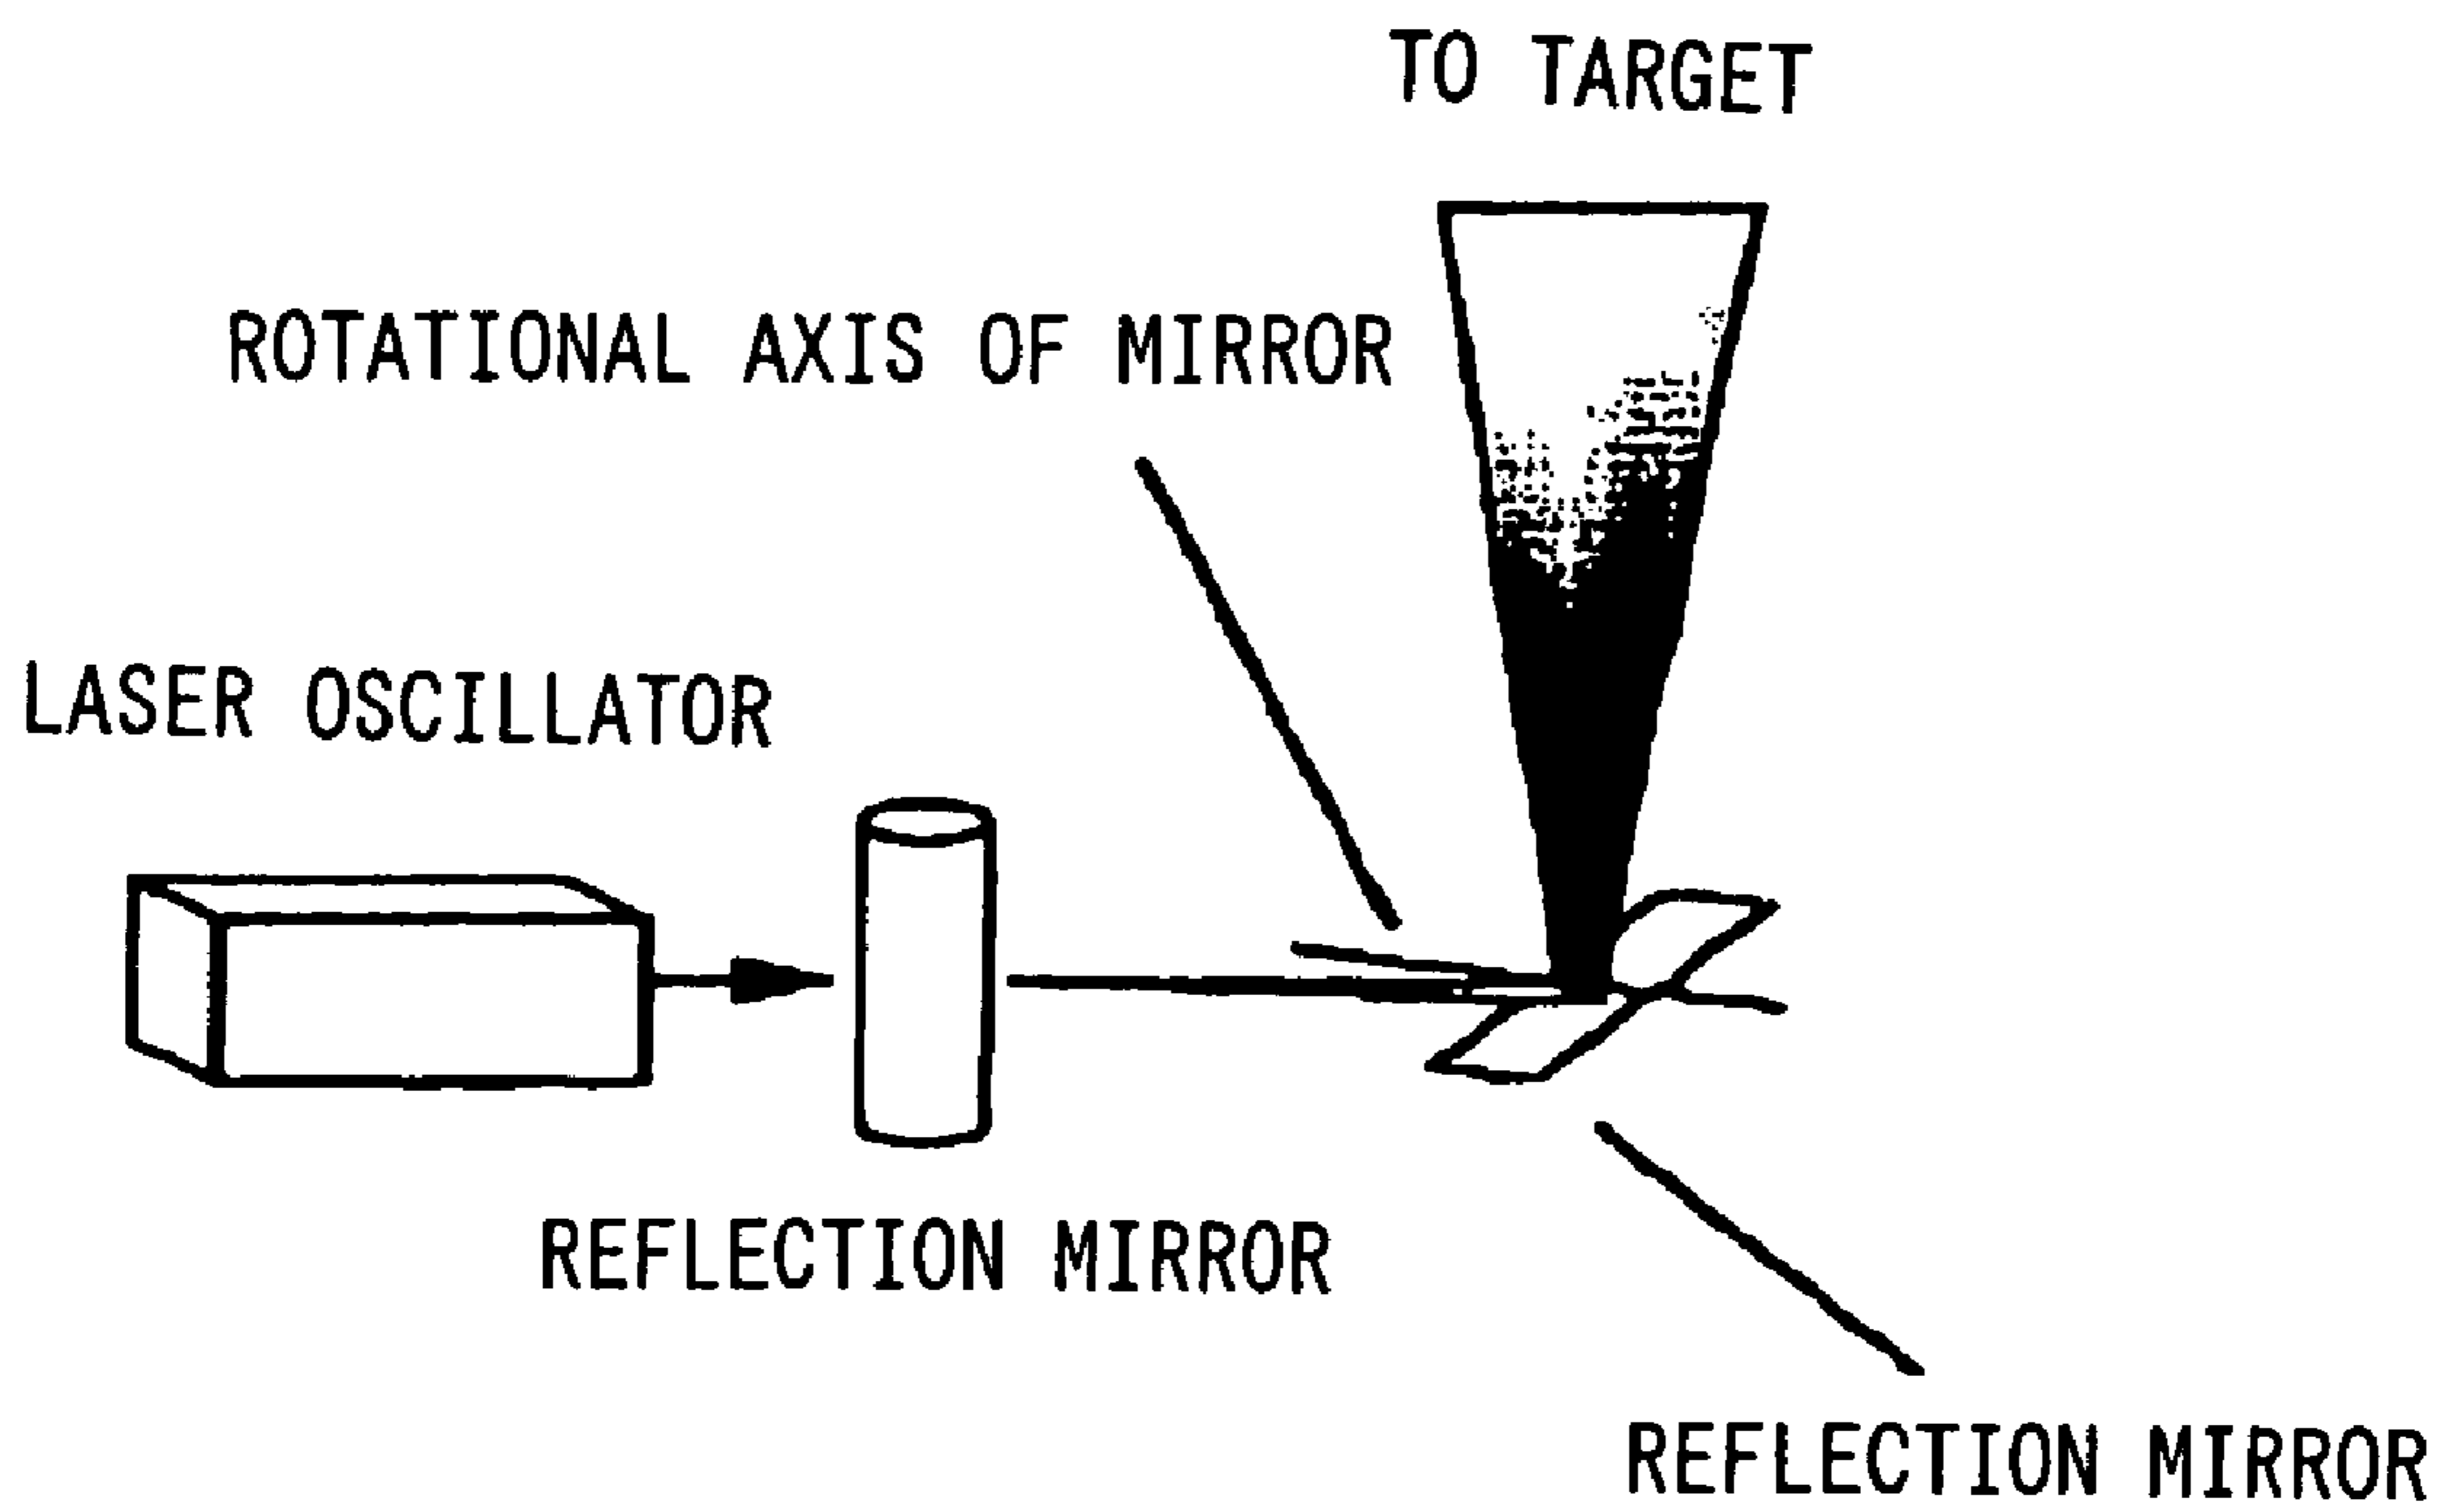 TO TARGET
ROTATIONAL AXIS OF MIRROR
LASER OSCILLATOR
REFLECTION MIRROR
REFLECTION MIRROR